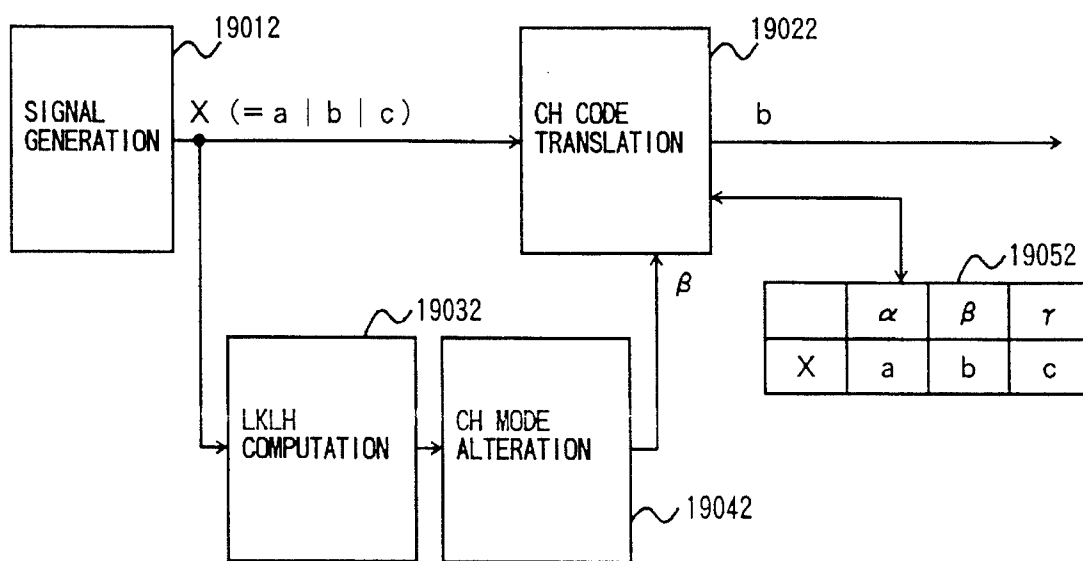 19012
19022
SIGNAL
GENERATION
X (= a | b | c)
CH CODE
TRANSLATION
b
β
19052
α β γ
X a b c
19032
LKLH
COMPUTATION
CH MODE
ALTERATION
19042